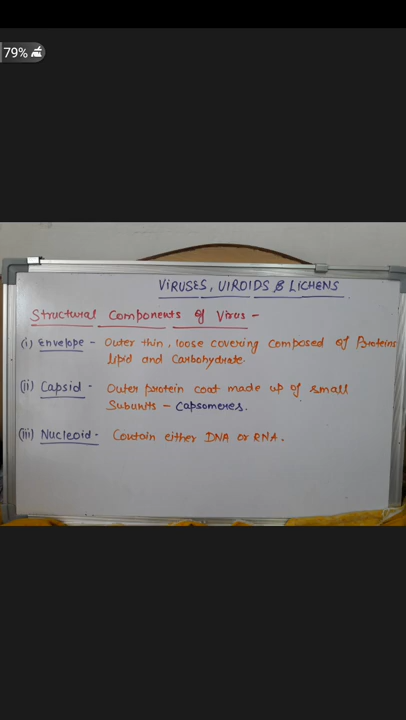 79%
VIRUSES, VIROIDS & LICHENS
Structural Components of Virus -
(i) Envelope - Outer thin, loose covering composed of Proteins
lipid and Carbohydrate.
(ii) Capsid - Outer protein coat made up of small
Subunits - Capsomeres.
(iii) Nucleoid - Contain either DNA or RNA.